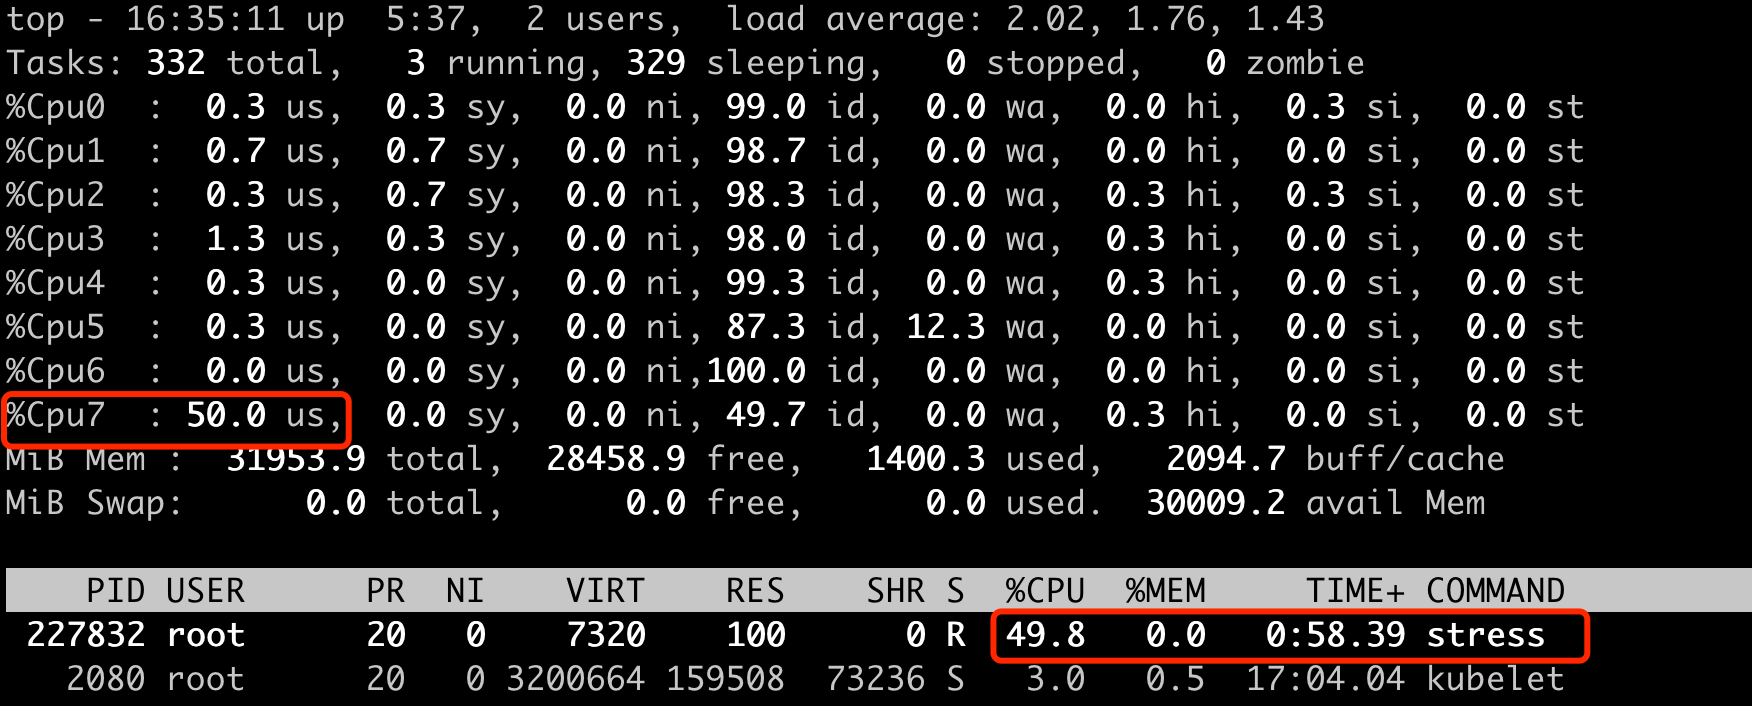 top - 16:35:11 up  5:37,  2 users,  load average: 2.02, 1.76, 1.43
Tasks: 332 total,   3 running, 329 sleeping,   0 stopped,   0 zombie
%Cpu0  :  0.3 us,  0.3 sy,  0.0 ni, 99.0 id,  0.0 wa,  0.0 hi,  0.3 si,  0.0 st
%Cpu1  :  0.7 us,  0.7 sy,  0.0 ni, 98.7 id,  0.0 wa,  0.0 hi,  0.0 si,  0.0 st
%Cpu2  :  0.3 us,  0.7 sy,  0.0 ni, 98.3 id,  0.0 wa,  0.3 hi,  0.3 si,  0.0 st
%Cpu3  :  1.3 us,  0.3 sy,  0.0 ni, 98.0 id,  0.0 wa,  0.3 hi,  0.0 si,  0.0 st
%Cpu4  :  0.3 us,  0.0 sy,  0.0 ni, 99.3 id,  0.0 wa,  0.3 hi,  0.0 si,  0.0 st
%Cpu5  :  0.3 us,  0.0 sy,  0.0 ni, 87.3 id, 12.3 wa,  0.0 hi,  0.0 si,  0.0 st
%Cpu6  :  0.0 us,  0.0 sy,  0.0 ni,100.0 id,  0.0 wa,  0.0 hi,  0.0 si,  0.0 st
%Cpu7  : 50.0 us,  0.0 sy,  0.0 ni, 49.7 id,  0.0 wa,  0.3 hi,  0.0 si,  0.0 st
MiB Mem :  31953.9 total,  28458.9 free,   1400.3 used,   2094.7 buff/cache
MiB Swap:      0.0 total,      0.0 free,      0.0 used.  30009.2 avail Mem
    PID USER      PR  NI    VIRT    RES    SHR S  %CPU  %MEM     TIME+ COMMAND
 227832 root      20   0    7320    100      0 R  49.8   0.0   0:58.39 stress
   2080 root      20   0 3200664 159508  73236 S   3.0   0.5  17:04.04 kubelet